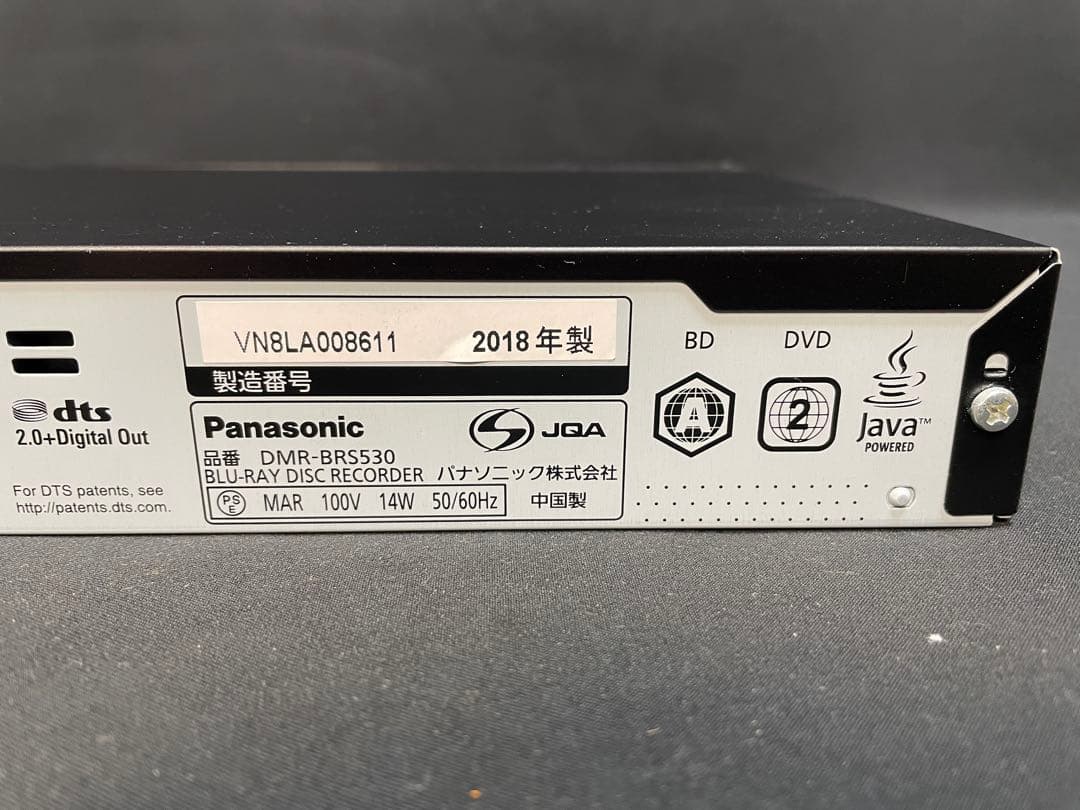 VN8LA008611 2018年製
製造番号
dts
2.0+Digital Out
For DTS patents, see
http://patents.dts.com.
Panasonic JQA
品番 DMR-BRS530
BLU-RAY DISC RECORDER パナソニック株式会社
PSE MAR 100V 14W 50/60Hz 中国製
BD DVD
A 2
Java™
POWERED